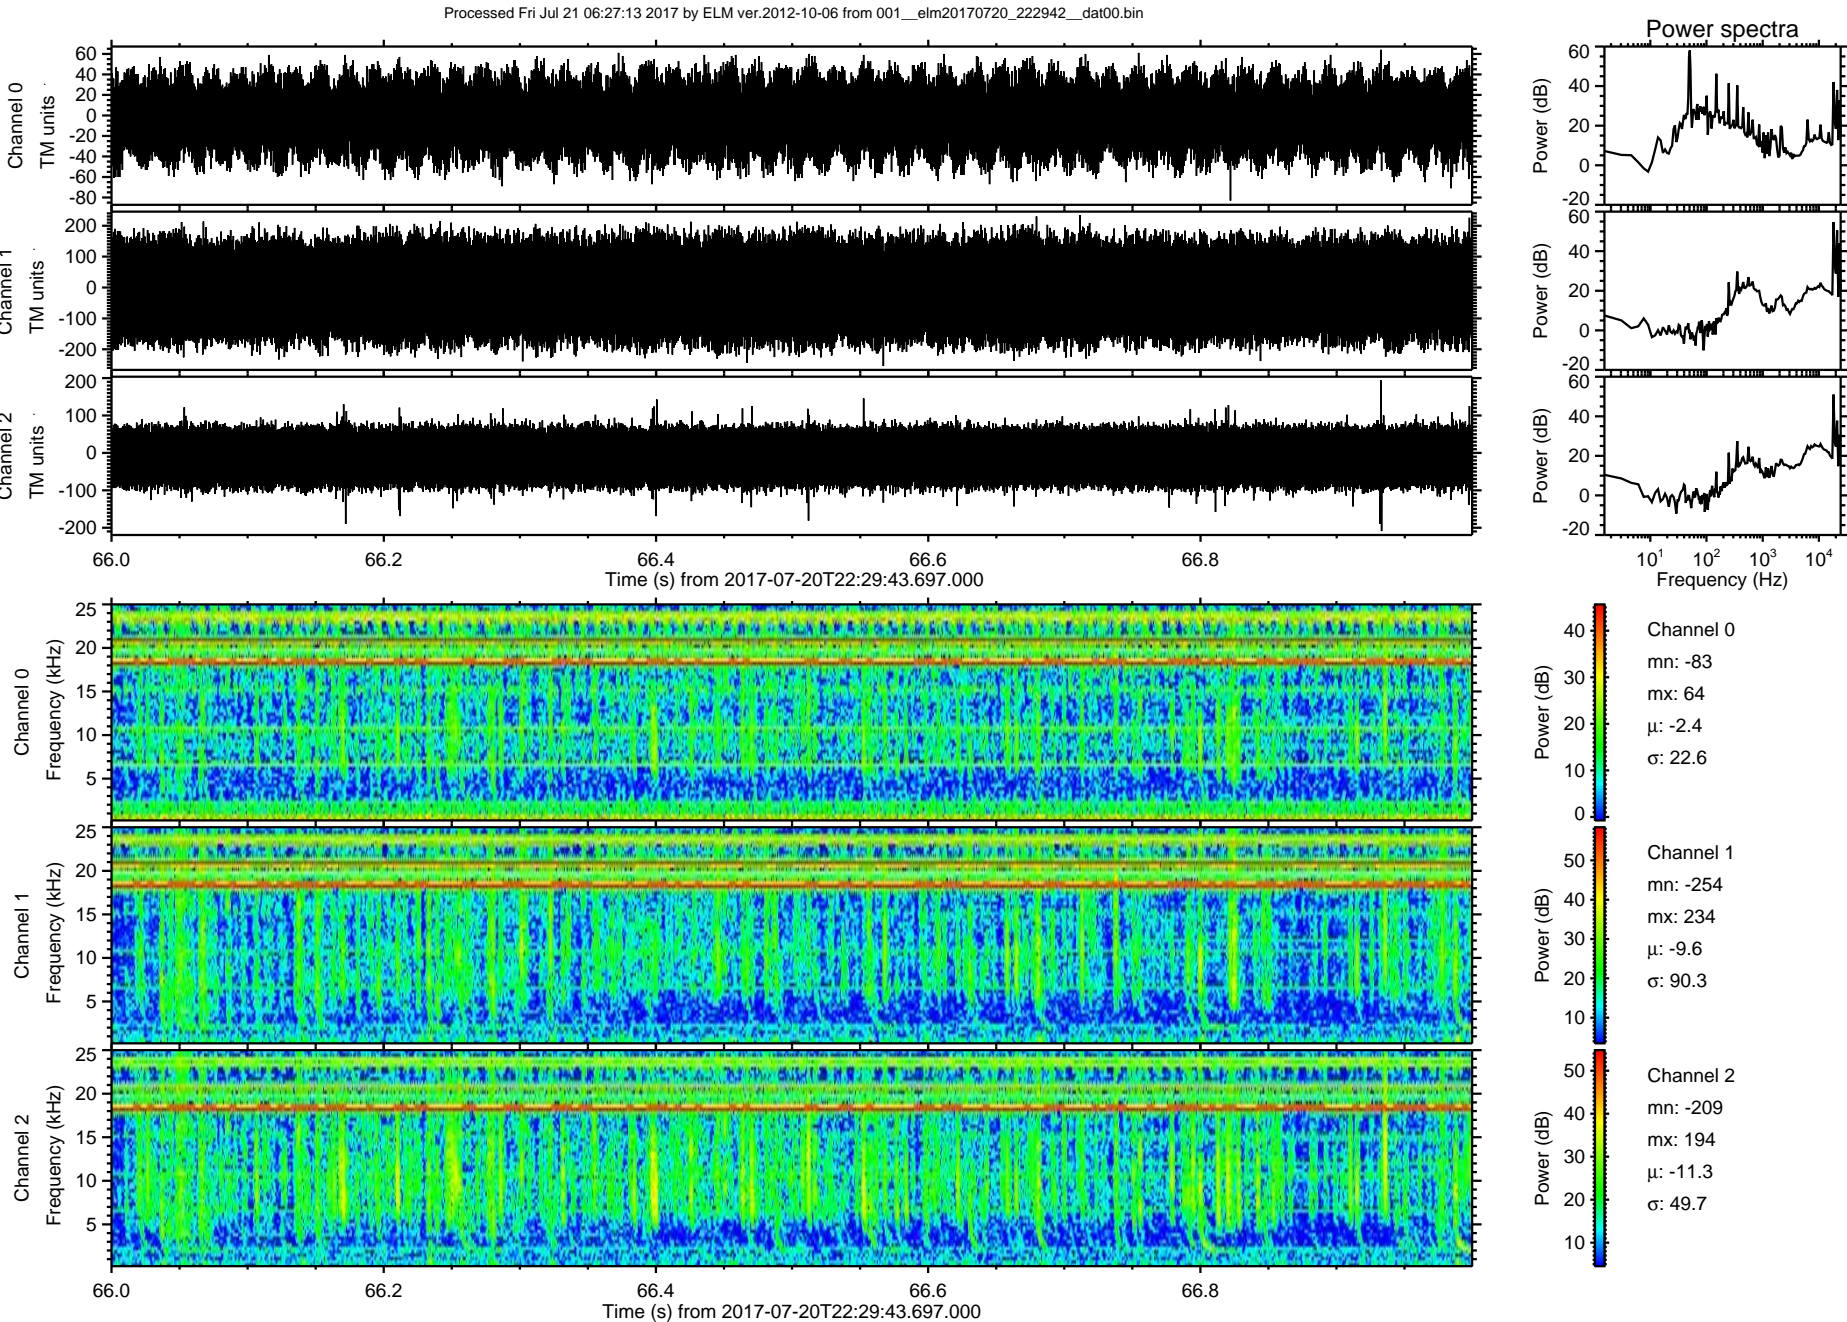 Processed Fri Jul 21 06:27:13 2017 by ELM ver.2012-10-06 from 001__elm20170720_222942__dat00.bin
Power spectra
Channel 0
TM units
60
40
20
0
-20
-40
-60
-80
Power (dB)
60
40
20
0
-20
Channel 1
TM units
200
100
0
-100
-200
Power (dB)
60
40
20
0
-20
Channel 2
TM units
200
100
0
-100
-200
Power (dB)
60
40
20
0
-20
66.0 66.2 66.4 66.6 66.8
Time (s) from 2017-07-20T22:29:43.697.000
10^1 10^2 10^3 10^4
Frequency (Hz)
Channel 0
Frequency (kHz)
25
20
15
10
5
Power (dB)
40
30
20
10
0
Channel 0
mn: -83
mx: 64
μ: -2.4
σ: 22.6
Channel 1
Frequency (kHz)
25
20
15
10
5
Power (dB)
50
40
30
20
10
Channel 1
mn: -254
mx: 234
μ: -9.6
σ: 90.3
Channel 2
Frequency (kHz)
25
20
15
10
5
Power (dB)
50
40
30
20
10
Channel 2
mn: -209
mx: 194
μ: -11.3
σ: 49.7
66.0 66.2 66.4 66.6 66.8
Time (s) from 2017-07-20T22:29:43.697.000